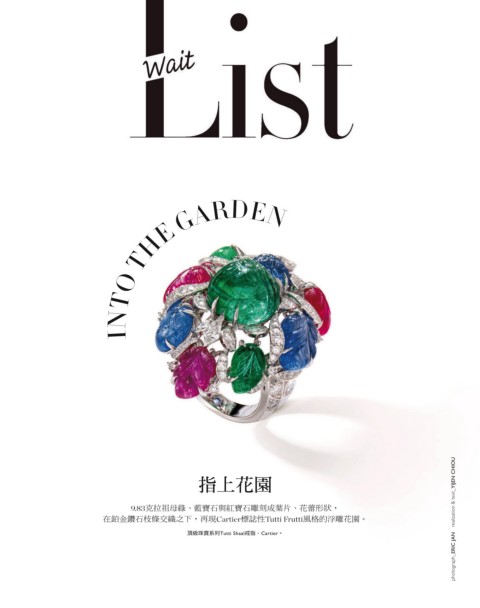 Wait
List
INTO THE GARDEN
指上花園
9.83克拉祖母綠、藍寶石與紅寶石雕刻成葉片、花蕾形狀，
在鉑金鑽石枝條交織之下，再現Cartier標誌性Tutti Frutti風格的浮雕花園。
頂級珠寶系列Tutti Shaal戒指，Cartier。
photograph_ERIC JAN realization & text_YIEN CHIOU